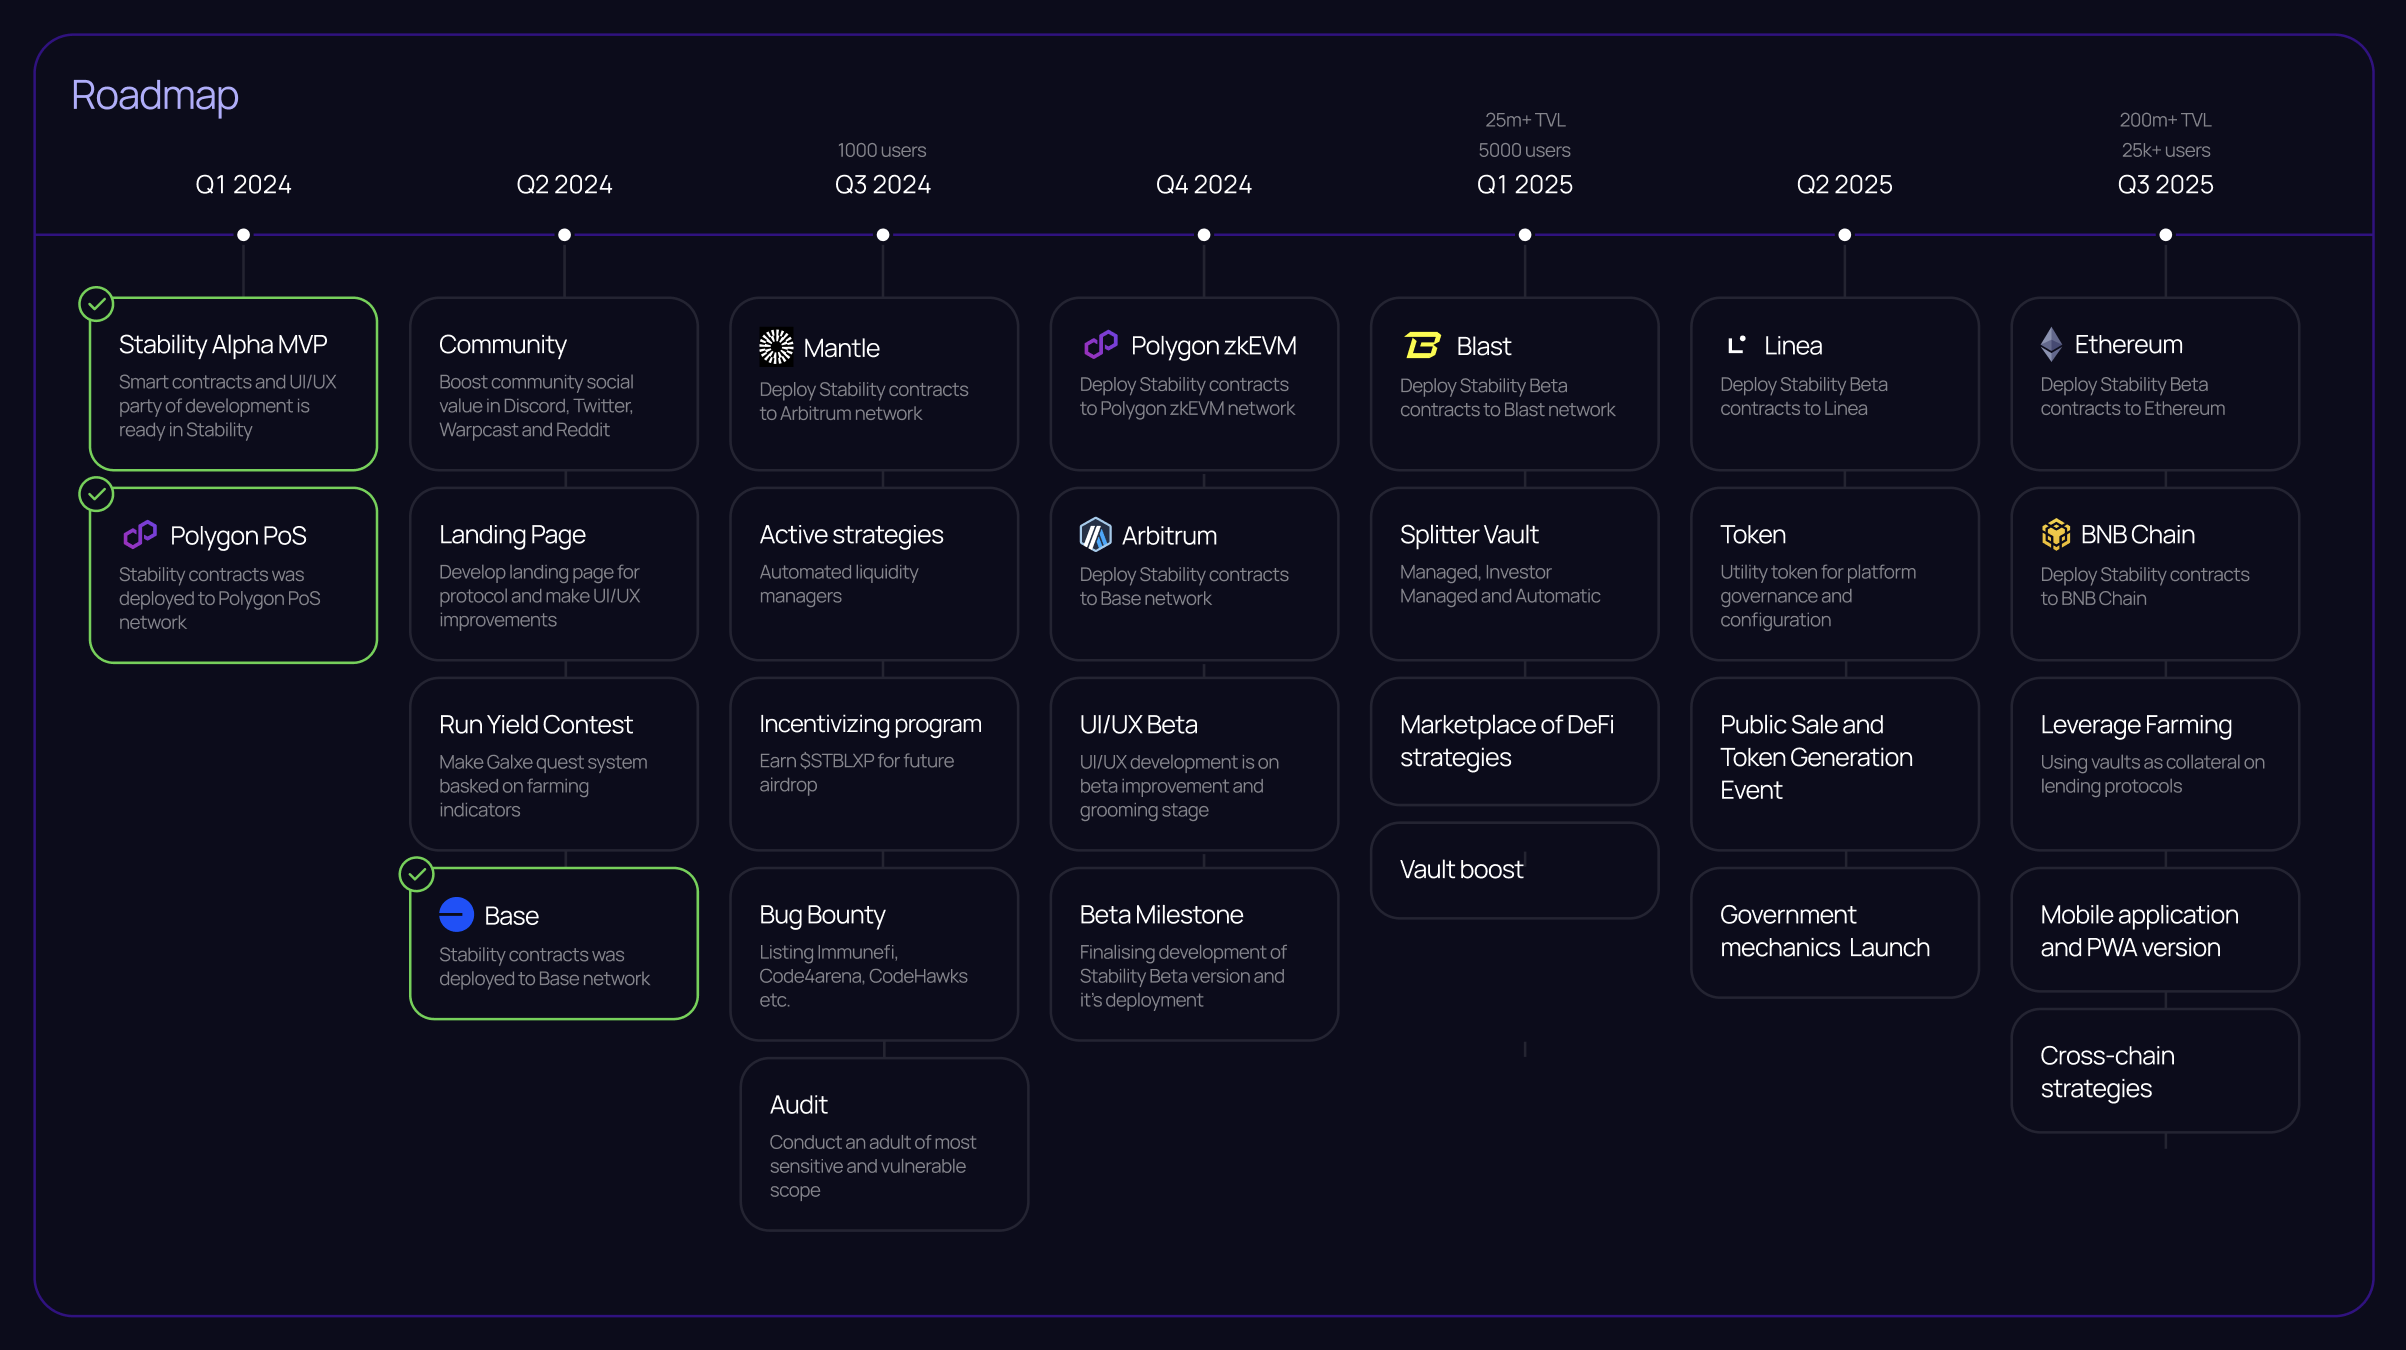 Roadmap
Q1 2024
Stability Alpha MVP
Smart contracts and UI/UX
party of development is
ready in Stability
Polygon PoS
Stability contracts was
deployed to Polygon PoS
network
Q2 2024
Community
Boost community social
value in Discord, Twitter,
Warpcast and Reddit
Landing Page
Develop landing page for
protocol and make UI/UX
improvements
Run Yield Contest
Make Galxe quest system
basked on farming
indicators
Base
Stability contracts was
deployed to Base network
1000 users
Q3 2024
Mantle
Deploy Stability contracts
to Arbitrum network
Active strategies
Automated liquidity
managers
Incentivizing program
Earn $STBLXP for future
airdrop
Bug Bounty
Listing Immunefi,
Code4arena, CodeHawks
etc.
Audit
Conduct an adult of most
sensitive and vulnerable
scope
Q4 2024
Polygon zkEVM
Deploy Stability contracts
to Polygon zkEVM network
Arbitrum
Deploy Stability contracts
to Base network
UI/UX Beta
UI/UX development is on
beta improvement and
grooming stage
Beta Milestone
Finalising development of
Stability Beta version and
it's deployment
25m+ TVL
5000 users
Q1 2025
Blast
Deploy Stability Beta
contracts to Blast network
Splitter Vault
Managed, Investor
Managed and Automatic
Marketplace of DeFi
strategies
Vault boost
Q2 2025
Linea
Deploy Stability Beta
contracts to Linea
Token
Utility token for platform
governance and
configuration
Public Sale and
Token Generation
Event
Government
mechanics Launch
200m+ TVL
25k+ users
Q3 2025
Ethereum
Deploy Stability Beta
contracts to Ethereum
BNB Chain
Deploy Stability contracts
to BNB Chain
Leverage Farming
Using vaults as collateral on
lending protocols
Mobile application
and PWA version
Cross-chain
strategies